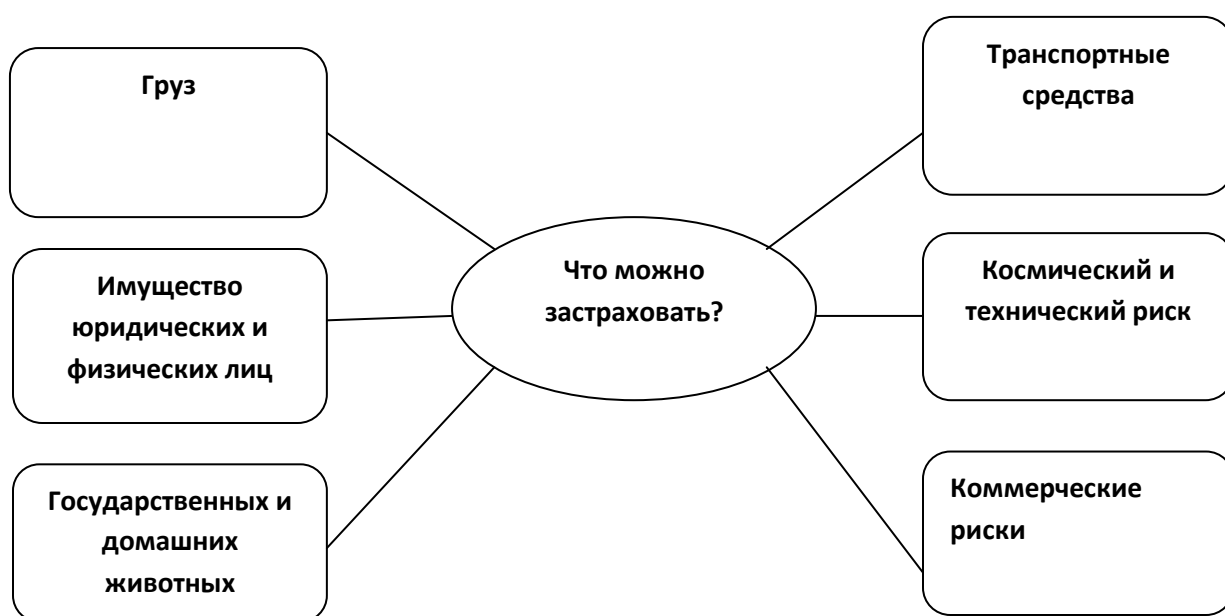 Груз
Имущество
юридических и
физических лиц
Государственных и
домашних
животных
Что можно
застраховать?
Транспортные
средства
Космический и
технический риск
Коммерческие
риски